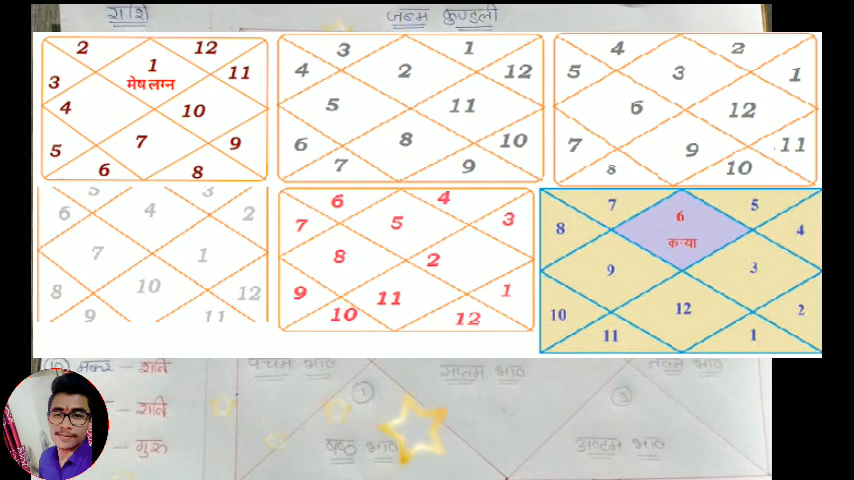 राशि
जन्म कुण्डली
2 12
1
मेष लग्न
3 11
4 10
7 9
5
6 8
3 1
4 2 12
5 11
8
6 10
7 9
4 2
5 3 1
6 12
7 9 11
8 10
5 3
6 4 2
7 1
8 10 12
9 11
6 4
7 5 3
8 2
9 11 1
10 12
7 5
6
8 4
कन्या
9 3
10 12 2
11 1
मकर – शनि
पंचम भाव
सप्तम भाव
नवम भाव
1
3
– शनि
– गुरु
षष्ठ भाव
अष्टम भाव